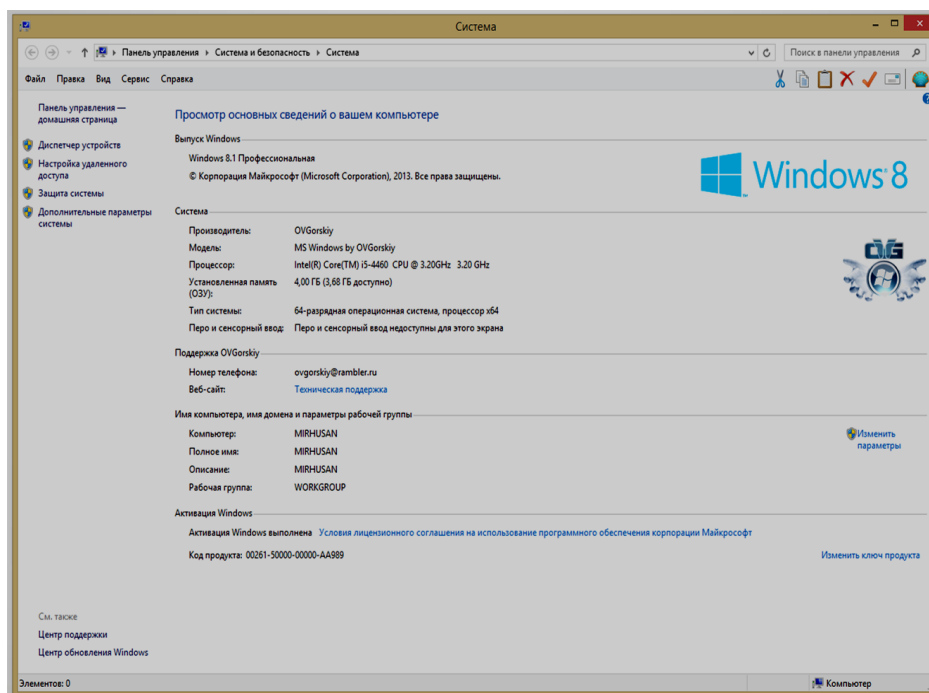 Система
Панель управления
Система и безопасность
Система
Поиск в панели управления
Файл Правка Вид Сервис Справка
Панель управления —
домашняя страница
Диспетчер устройств
Настройка удаленного
доступа
Защита системы
Дополнительные параметры
системы
Просмотр основных сведений о вашем компьютере
Выпуск Windows
Windows 8.1 Профессиональная
© Корпорация Майкрософт (Microsoft Corporation), 2013. Все права защищены.
Windows 8
Система
Производитель: OVGorskiy
Модель: MS Windows by OVGorskiy
Процессор: Intel(R) Core(TM) i5-4460 CPU @ 3.20GHz 3.20 GHz
Установленная память
(ОЗУ):
4,00 ГБ (3,68 ГБ доступно)
Тип системы: 64-разрядная операционная система, процессор x64
Перо и сенсорный ввод: Перо и сенсорный ввод недоступны для этого экрана
OVG
Поддержка OVGorskiy
Номер телефона: ovgorskiy@rambler.ru
Веб-сайт: Техническая поддержка
Имя компьютера, имя домена и параметры рабочей группы
Компьютер: MIRHUSAN
Полное имя: MIRHUSAN
Описание: MIRHUSAN
Рабочая группа: WORKGROUP
Изменить
параметры
Активация Windows
Активация Windows выполнена Условия лицензионного соглашения на использование программного обеспечения корпорации Майкрософт
Код продукта: 00261-50000-00000-AA989
Изменить ключ продукта
См. также
Центр поддержки
Центр обновления Windows
Элементов: 0
Компьютер